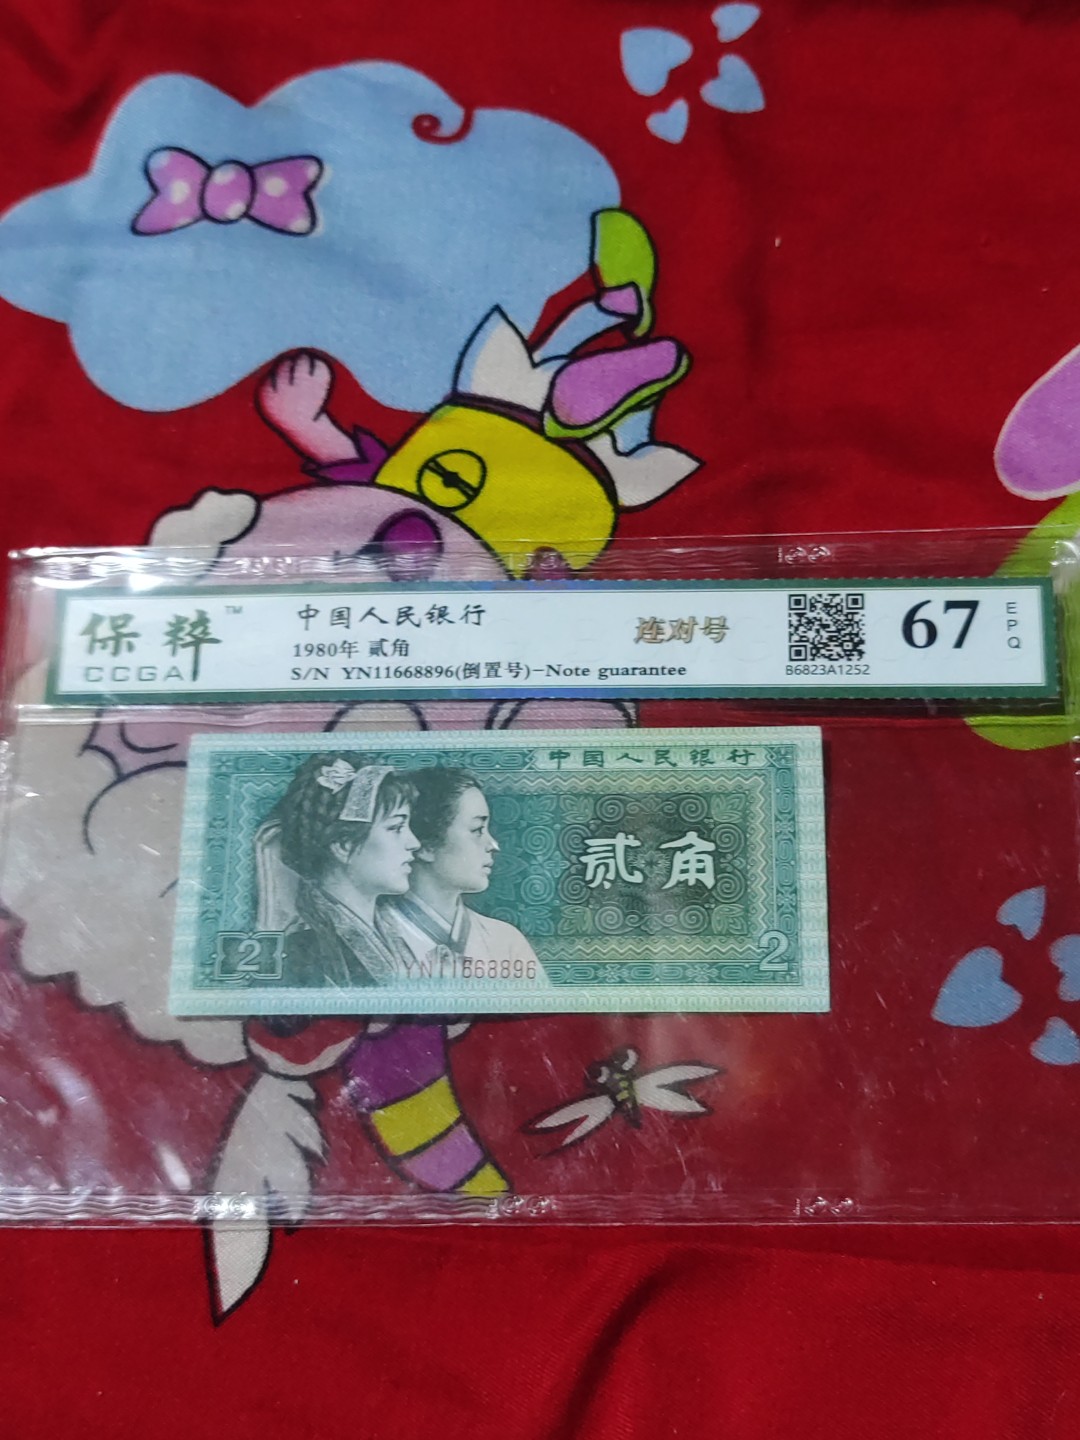 保粹™
CCGA
中国人民银行
1980年 贰角
S/N YN11668896(倒置号)-Note guarantee
连对号
B6823A1252
67
EPQ
中国人民银行
贰角
2
YN11668896
2